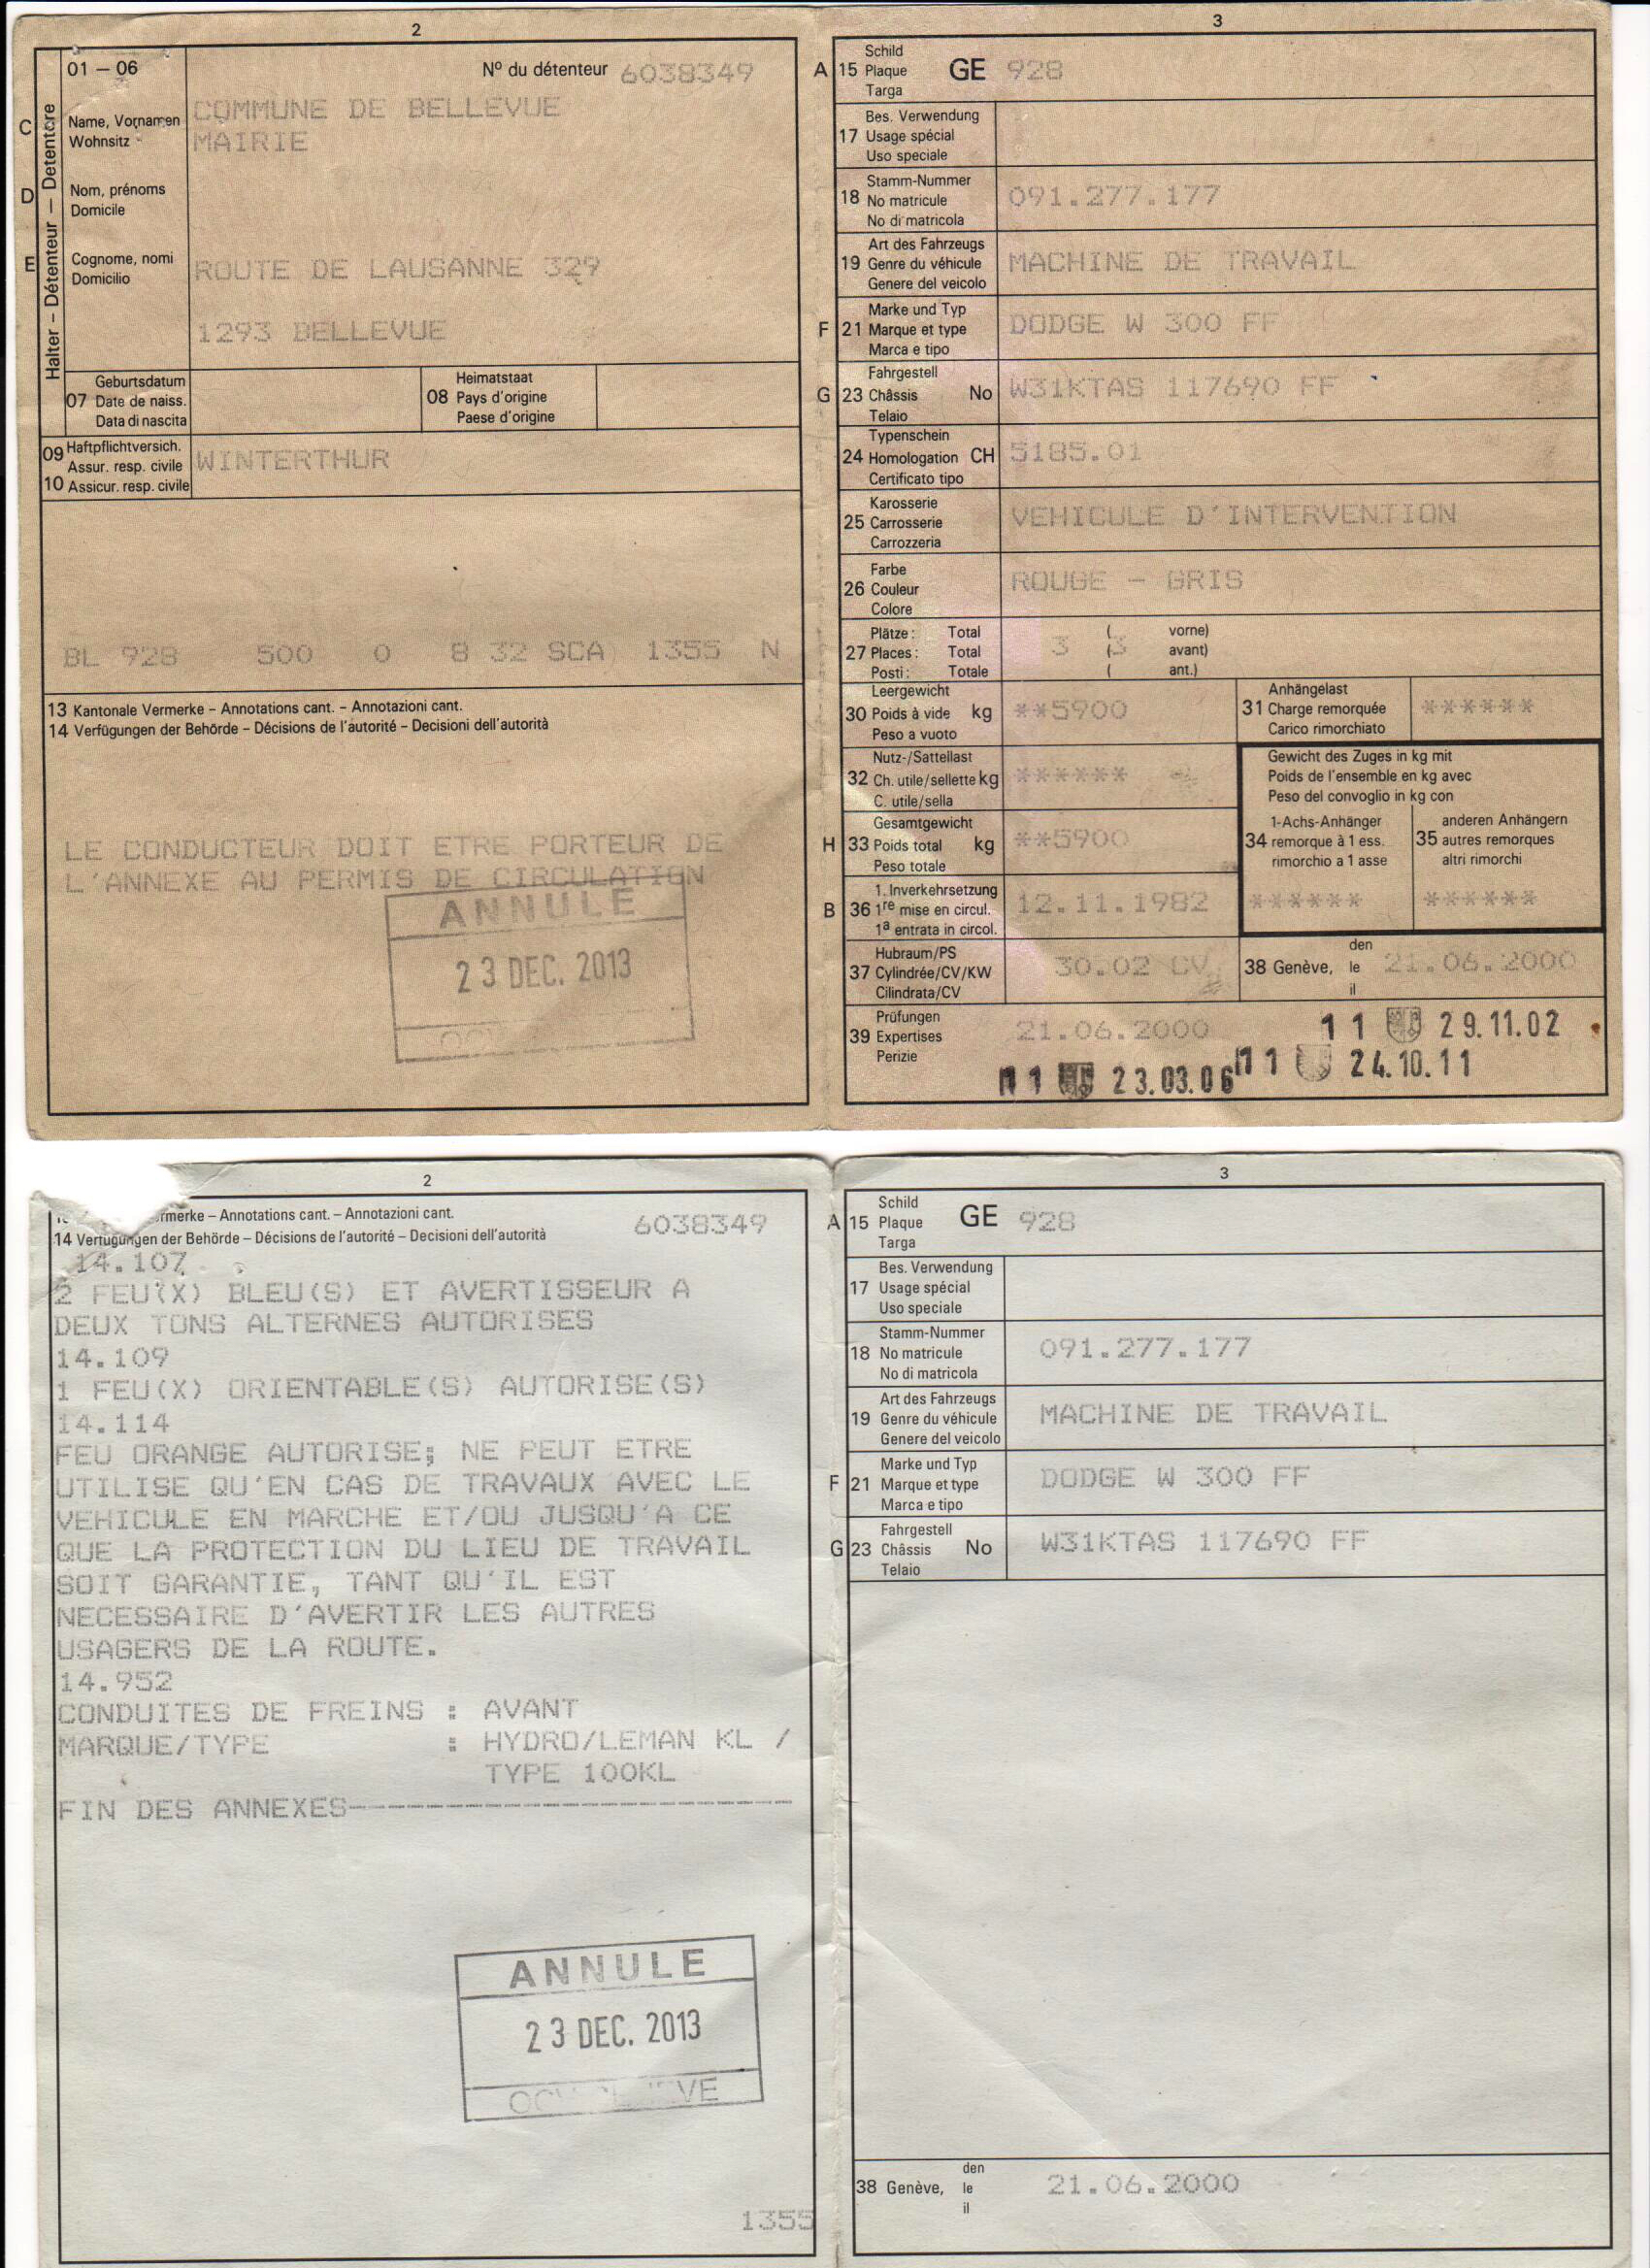 2
01 – 06
Nº du détenteur 6038349
Halter – Détenteur – Detentore
C
Name, Vornamen
Wohnsitz
COMMUNE DE BELLEVUE
MAIRIE
D
Nom, prénoms
Domicile
E
Cognome, nomi
Domicilio
ROUTE DE LAUSANNE 329
1293 BELLEVUE
07 Geburtsdatum
Date de naiss.
Data di nascita
08 Heimatstaat
Pays d'origine
Paese d'origine
09 Haftpflichtversich.
Assur. resp. civile
10 Assicur. resp. civile
WINTERTHUR
BL 928 500 0 8 32 SCA 1355 N
13 Kantonale Vermerke – Annotations cant. – Annotazioni cant.
14 Verfügungen der Behörde – Décisions de l'autorité – Decisioni dell'autorità
LE CONDUCTEUR DOIT ETRE PORTEUR DE
L'ANNEXE AU PERMIS DE CIRCULATION
ANNULE
23 DEC. 2013
3
A 15 Schild
Plaque
Targa
GE 928
17 Bes. Verwendung
Usage spécial
Uso speciale
18 Stamm-Nummer
No matricule
No di matricola
091.277.177
19 Art des Fahrzeugs
Genre du véhicule
Genere del veicolo
MACHINE DE TRAVAIL
F 21 Marke und Typ
Marque et type
Marca e tipo
DODGE W 300 FF
G 23 Fahrgestell
Châssis No
Telaio
W31KTAS 117690 FF
24 Typenschein
Homologation CH
Certificato tipo
5185.01
25 Karosserie
Carrosserie
Carrozzeria
VEHICULE D'INTERVENTION
26 Farbe
Couleur
Colore
ROUGE – GRIS
27 Plätze: Total ( vorne)
Places: Total 3 (3 avant)
Posti: Totale ( ant.)
30 Leergewicht
Poids à vide kg
Peso a vuoto
**5900
31 Anhängelast
Charge remorquée
Carico rimorchiato
******
32 Nutz-/Sattellast
Ch. utile/sellette kg
C. utile/sella
******
Gewicht des Zuges in kg mit
Poids de l'ensemble en kg avec
Peso del convoglio in kg con
H 33 Gesamtgewicht
Poids total kg
Peso totale
**5900
34 1-Achs-Anhänger
remorque à 1 ess.
rimorchio a 1 asse
******
35 anderen Anhängern
autres remorques
altri rimorchi
******
B 36 1. Inverkehrsetzung
1re mise en circul.
1a entrata in circol.
12.11.1982
37 Hubraum/PS
Cylindrée/CV/KW
Cilindrata/CV
30.02 CV
38 Genève, den
le
il
21.06.2000
39 Prüfungen
Expertises
Perizie
21.06.2000
11 29.11.02
11 23.03.06
11 24.10.11
2
Annotations cant. – Annotazioni cant.
14 Verfügungen der Behörde – Décisions de l'autorité – Decisioni dell'autorità
6038349
14.107
2 FEU(X) BLEU(S) ET AVERTISSEUR A
DEUX TONS ALTERNES AUTORISES
14.109
1 FEU(X) ORIENTABLE(S) AUTORISE(S)
14.114
FEU ORANGE AUTORISE; NE PEUT ETRE
UTILISE QU'EN CAS DE TRAVAUX AVEC LE
VEHICULE EN MARCHE ET/OU JUSQU'A CE
QUE LA PROTECTION DU LIEU DE TRAVAIL
SOIT GARANTIE, TANT QU'IL EST
NECESSAIRE D'AVERTIR LES AUTRES
USAGERS DE LA ROUTE.
14.952
CONDUITES DE FREINS : AVANT
MARQUE/TYPE : HYDRO/LEMAN KL /
TYPE 100KL
FIN DES ANNEXES------------------------
ANNULE
23 DEC. 2013
1355
3
A 15 Schild
Plaque
Targa
GE 928
17 Bes. Verwendung
Usage spécial
Uso speciale
18 Stamm-Nummer
No matricule
No di matricola
091.277.177
19 Art des Fahrzeugs
Genre du véhicule
Genere del veicolo
MACHINE DE TRAVAIL
F 21 Marke und Typ
Marque et type
Marca e tipo
DODGE W 300 FF
G 23 Fahrgestell
Châssis No
Telaio
W31KTAS 117690 FF
38 Genève, den
le
il
21.06.2000